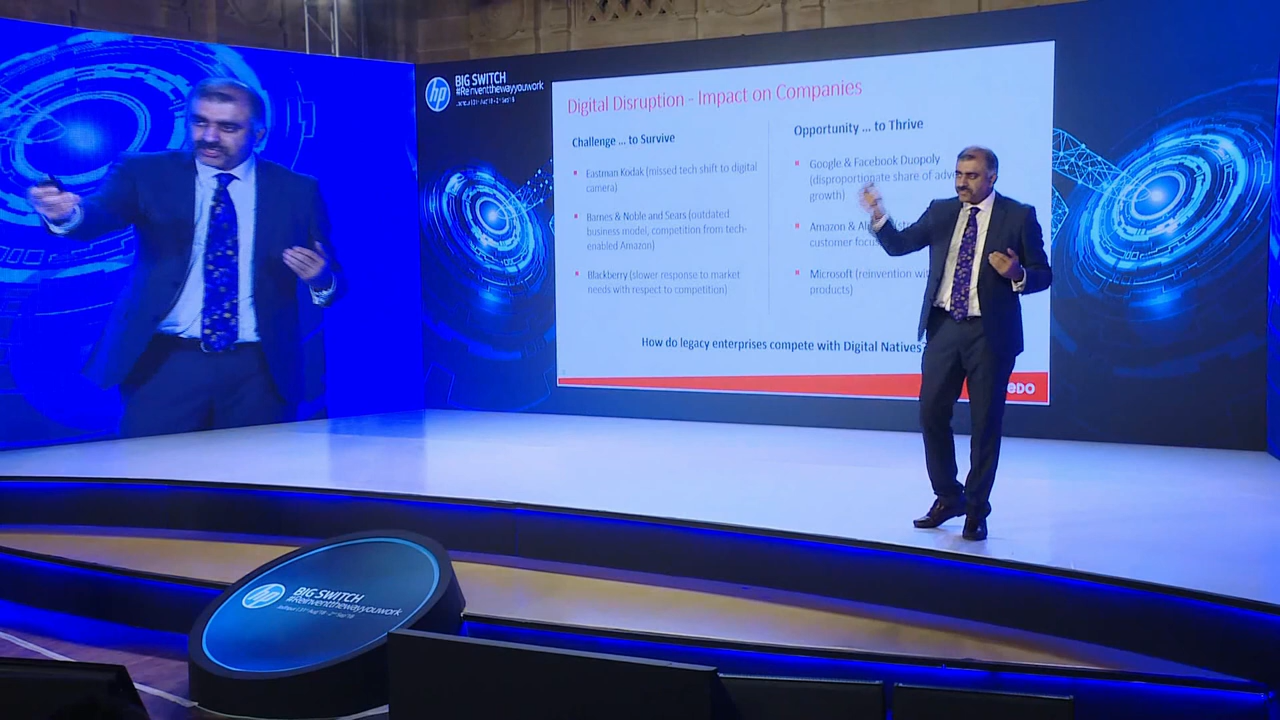 hp
BIG SWITCH
#Reinventthewayyouwork
Digital Disruption - Impact on Companies
Challenge ... to Survive
Eastman Kodak (missed tech shift to digital
camera)
Barnes & Noble and Sears (outdated
business model, competition from tech-
enabled Amazon)
Blackberry (slower response to market
needs with respect to competition)
Opportunity ... to Thrive
Google & Facebook Duopoly
(disproportionate share of adv
growth)
Amazon & Al
customer focu
Microsoft (reinvention wi
products)
How do legacy enterprises compete with Digital Natives
EDO
hp
BIG SWITCH
#Reinventthewayyouwork